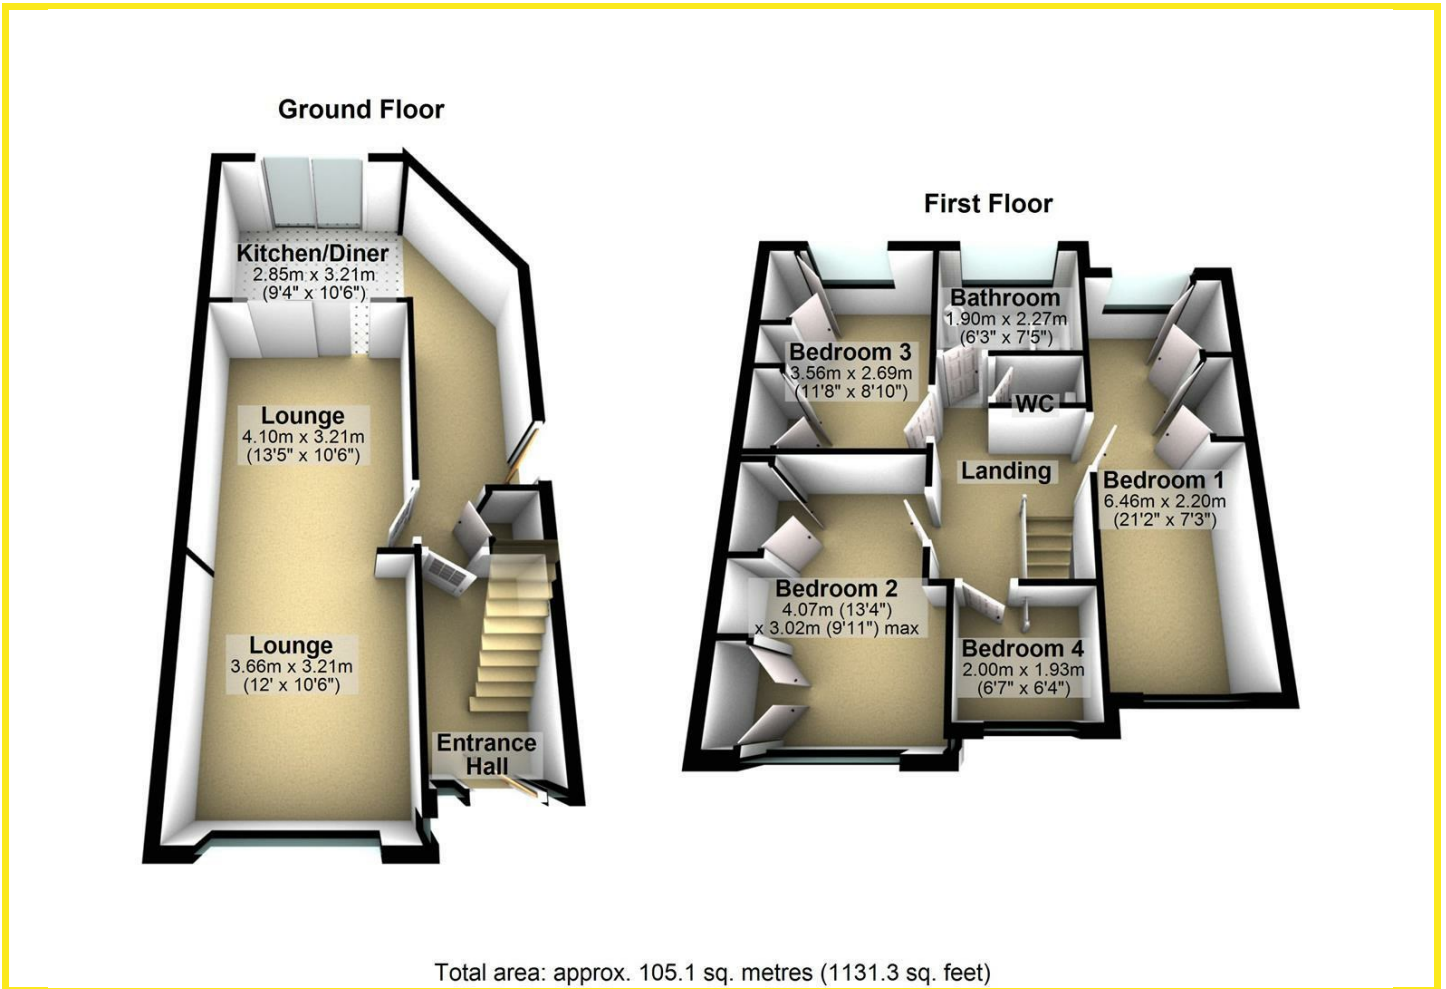 Ground Floor
Kitchen/Diner
2.85m x 3.21m
(9'4" x 10'6")
Lounge
4.10m x 3.21m
(13'5" x 10'6")
Lounge
3.66m x 3.21m
(12' x 10'6")
Entrance
Hall
First Floor
Bathroom
1.90m x 2.27m
(6'3" x 7'5")
Bedroom 3
3.56m x 2.69m
(11'8" x 8'10")
WC
Landing
Bedroom 1
6.46m x 2.20m
(21'2" x 7'3")
Bedroom 2
4.07m (13'4")
x 3.02m (9'11") max
Bedroom 4
2.00m x 1.93m
(6'7" x 6'4")
Total area: approx. 105.1 sq. metres (1131.3 sq. feet)